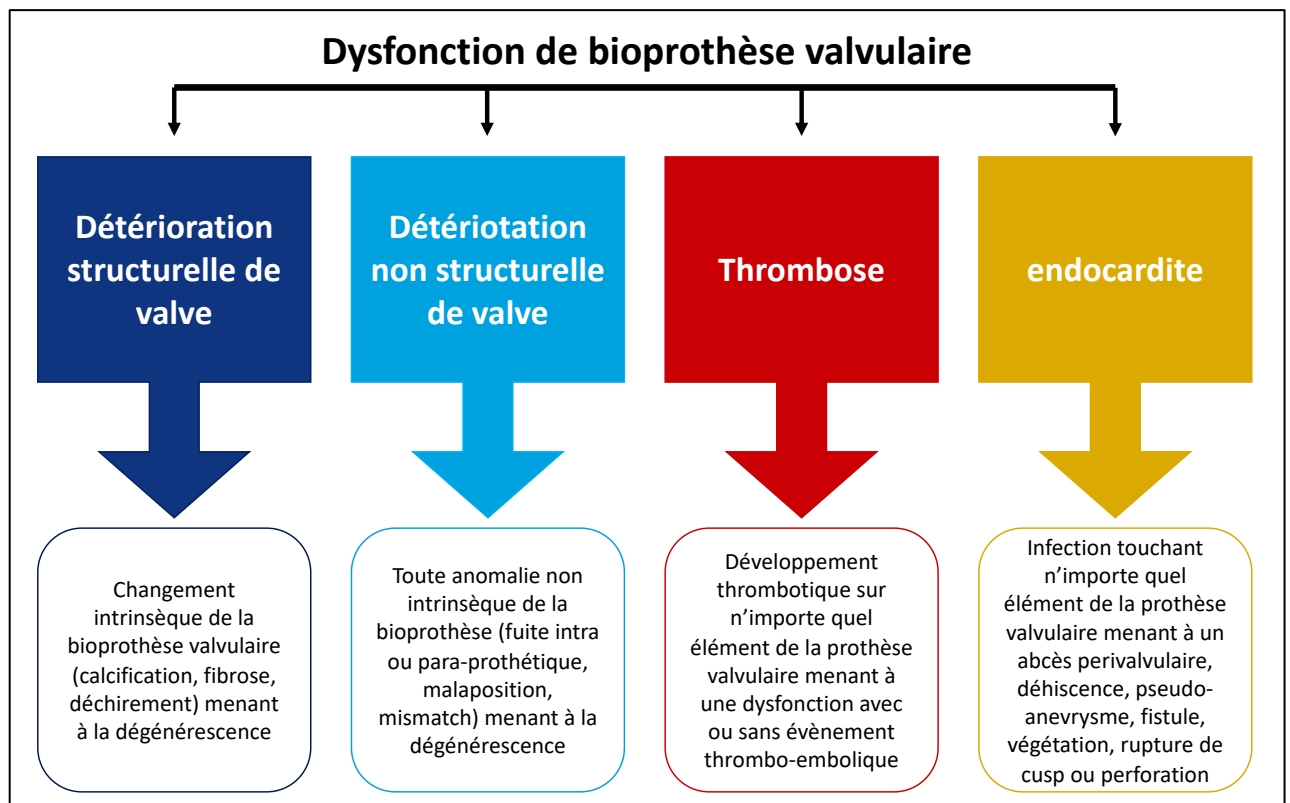 Dysfonction de bioprothèse valvulaire
Détérioration
structurelle de
valve
Détériotation
non structurelle
de valve
Thrombose
endocardite
Changement
intrinsèque de la
bioprothèse valvulaire
(calcification, fibrose,
déchirement) menant
à la dégénérescence
Toute anomalie non
intrinsèque de la
bioprothèse (fuite intra
ou para-prothétique,
malaposition,
mismatch) menant à la
dégénérescence
Développement
thrombotique sur
n’importe quel
élément de la prothèse
valvulaire menant à
une dysfonction avec
ou sans évènement
thrombo-embolique
Infection touchant
n’importe quel
élément de la prothèse
valvulaire menant à un
abcès perivalvulaire,
déhiscence, pseudo-
anevrysme, fistule,
végétation, rupture de
cusp ou perforation